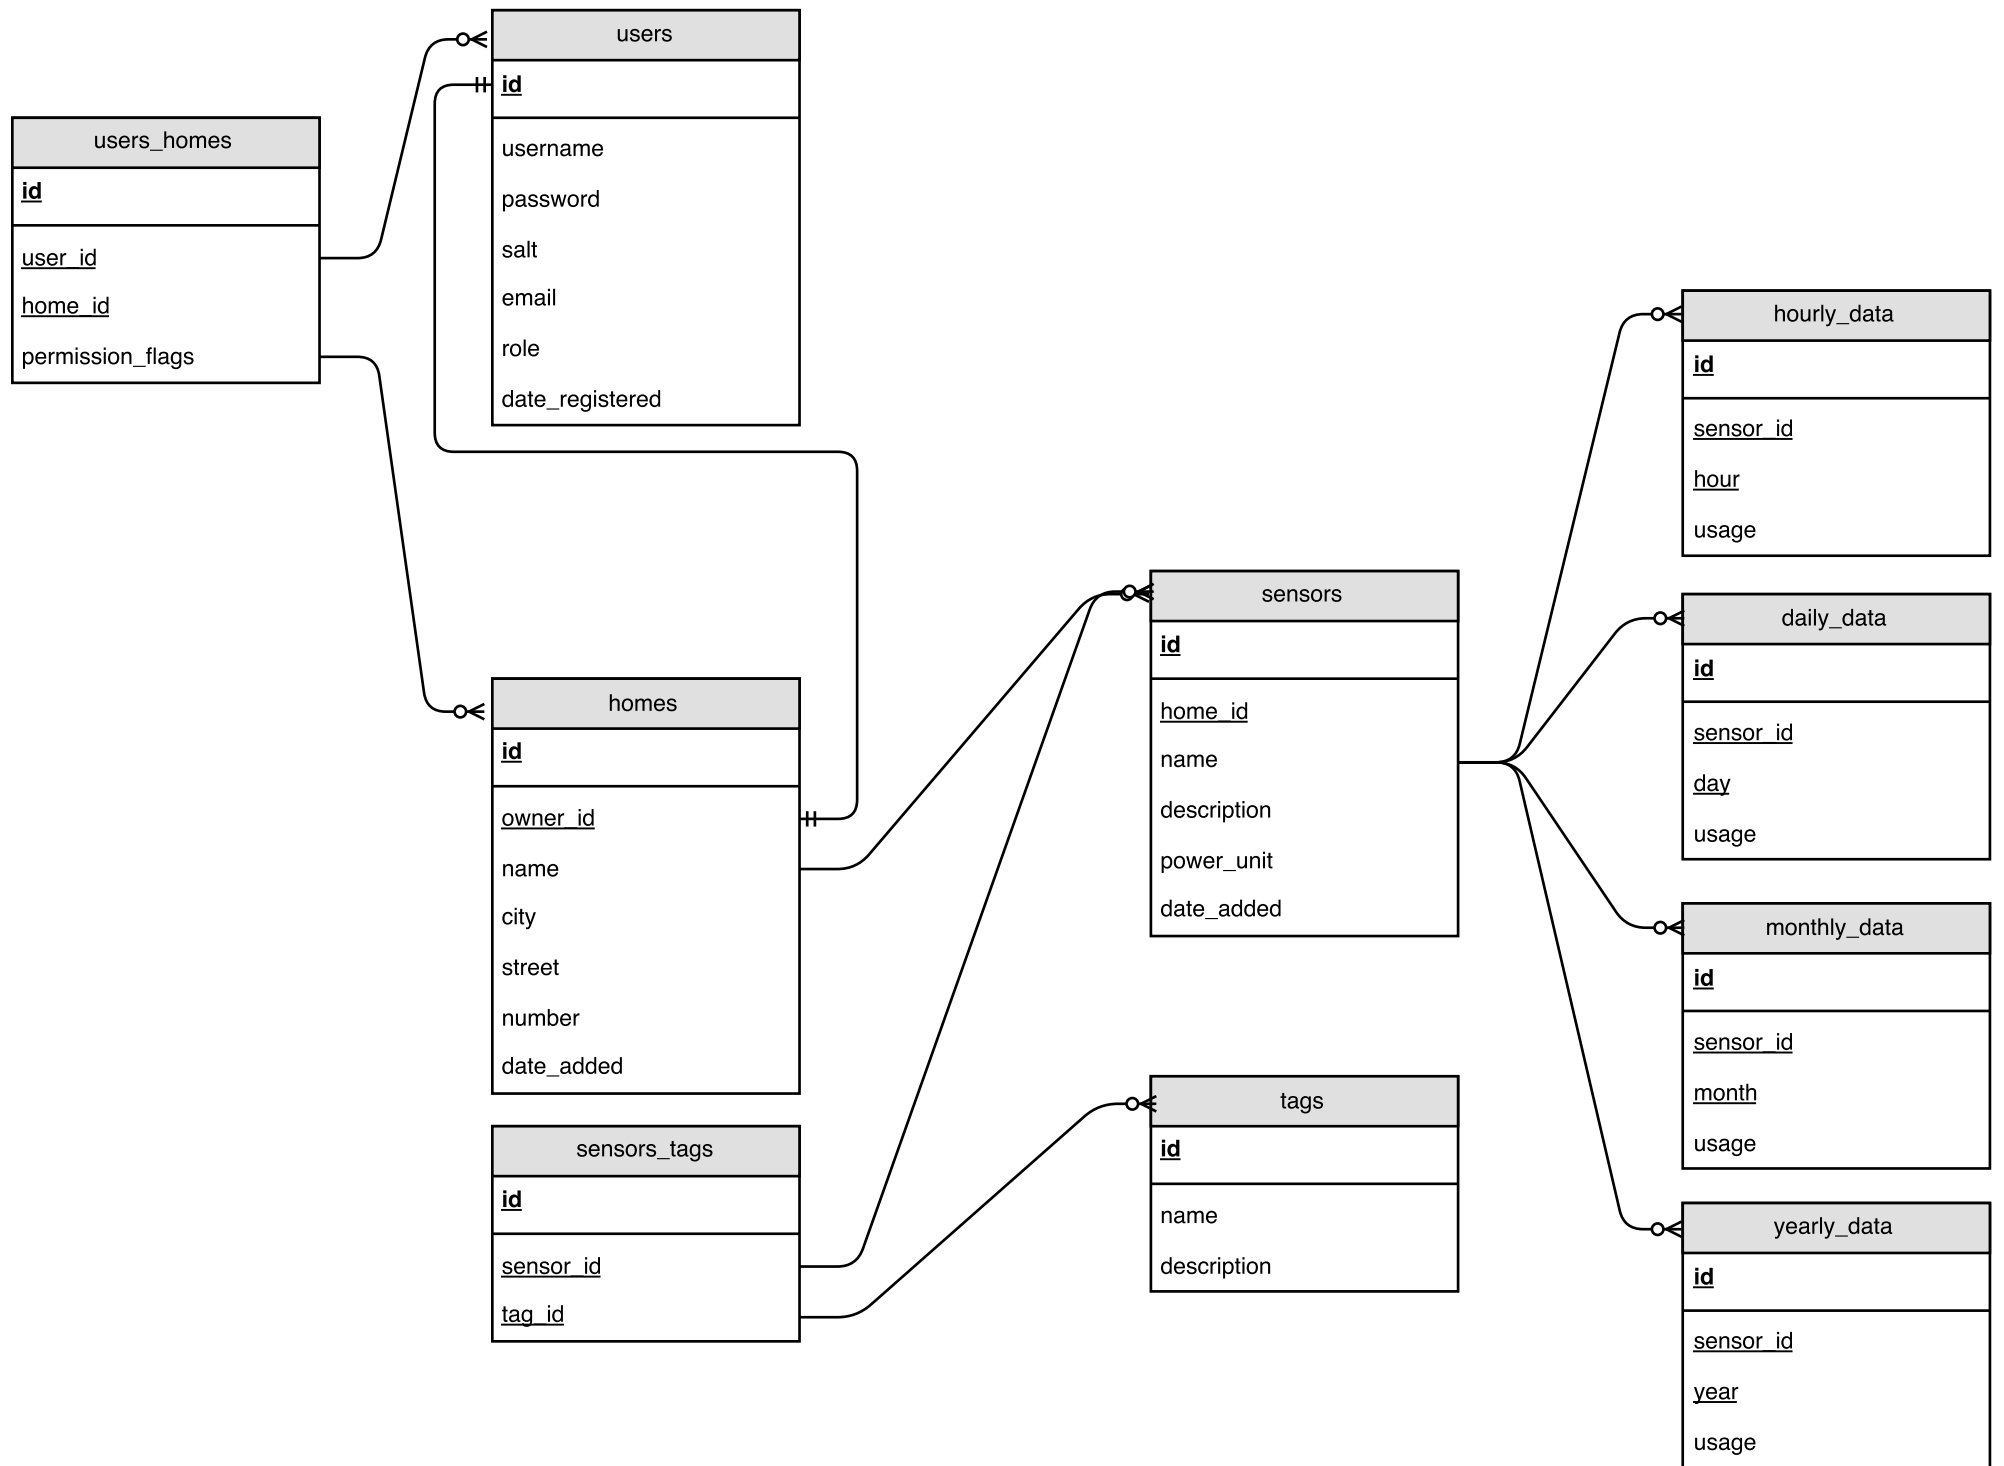 users
id
username
password
salt
email
role
date_registered
users_homes
id
user_id
home_id
permission_flags
homes
id
owner_id
name
city
street
number
date_added
sensors_tags
id
sensor_id
tag_id
sensors
id
home_id
name
description
power_unit
date_added
tags
id
name
description
hourly_data
id
sensor_id
hour
usage
daily_data
id
sensor_id
day
usage
monthly_data
id
sensor_id
month
usage
yearly_data
id
sensor_id
year
usage